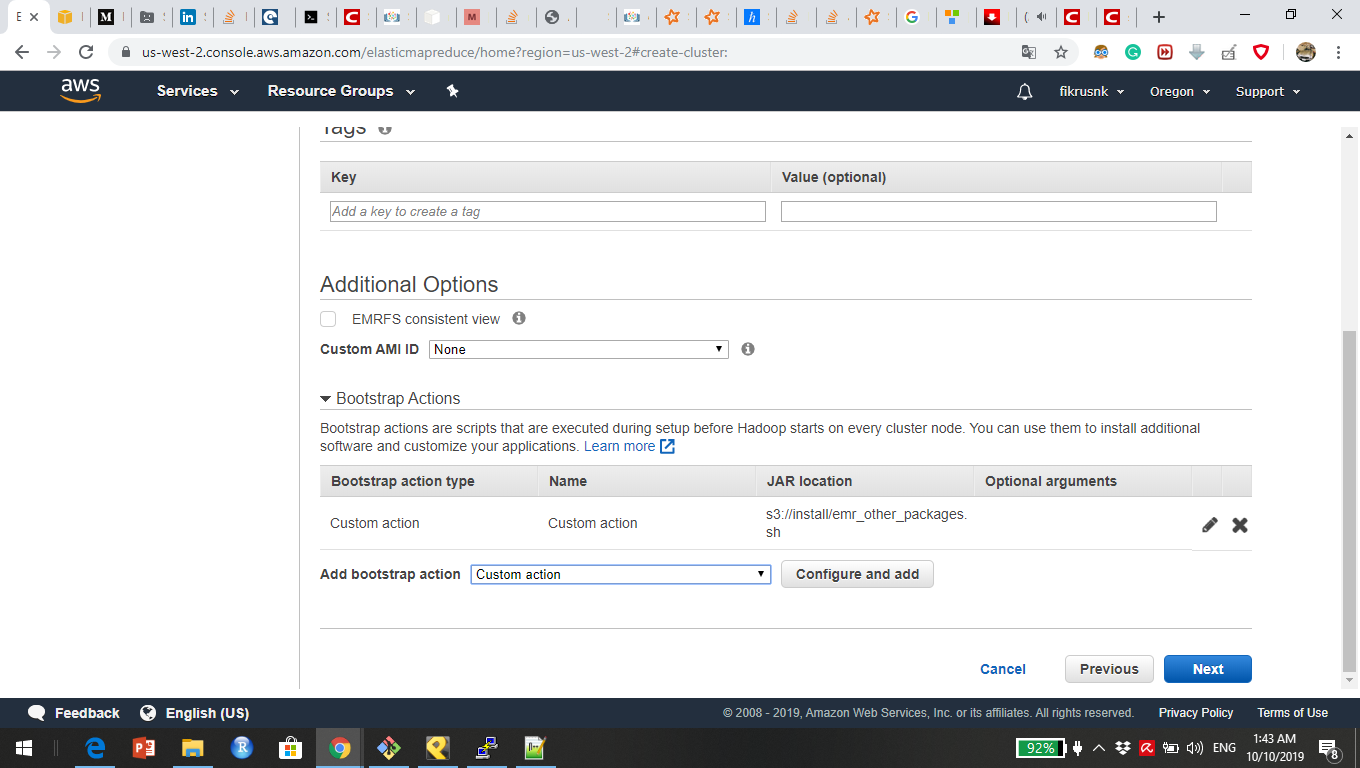 E
us-west-2.console.aws.amazon.com/elasticmapreduce/home?region=us-west-2#create-cluster:
aws
Services
Resource Groups
fikrusnk
Oregon
Support
Tags
Key
Value (optional)
Add a key to create a tag
Additional Options
EMRFS consistent view
Custom AMI ID
None
Bootstrap Actions
Bootstrap actions are scripts that are executed during setup before Hadoop starts on every cluster node. You can use them to install additional
software and customize your applications. Learn more
Bootstrap action type
Name
JAR location
Optional arguments
Custom action
Custom action
s3://install/emr_other_packages.
sh
Add bootstrap action
Custom action
Configure and add
Cancel
Previous
Next
Feedback
English (US)
© 2008 - 2019, Amazon Web Services, Inc. or its affiliates. All rights reserved.
Privacy Policy
Terms of Use
92%
ENG
1:43 AM
10/10/2019
8